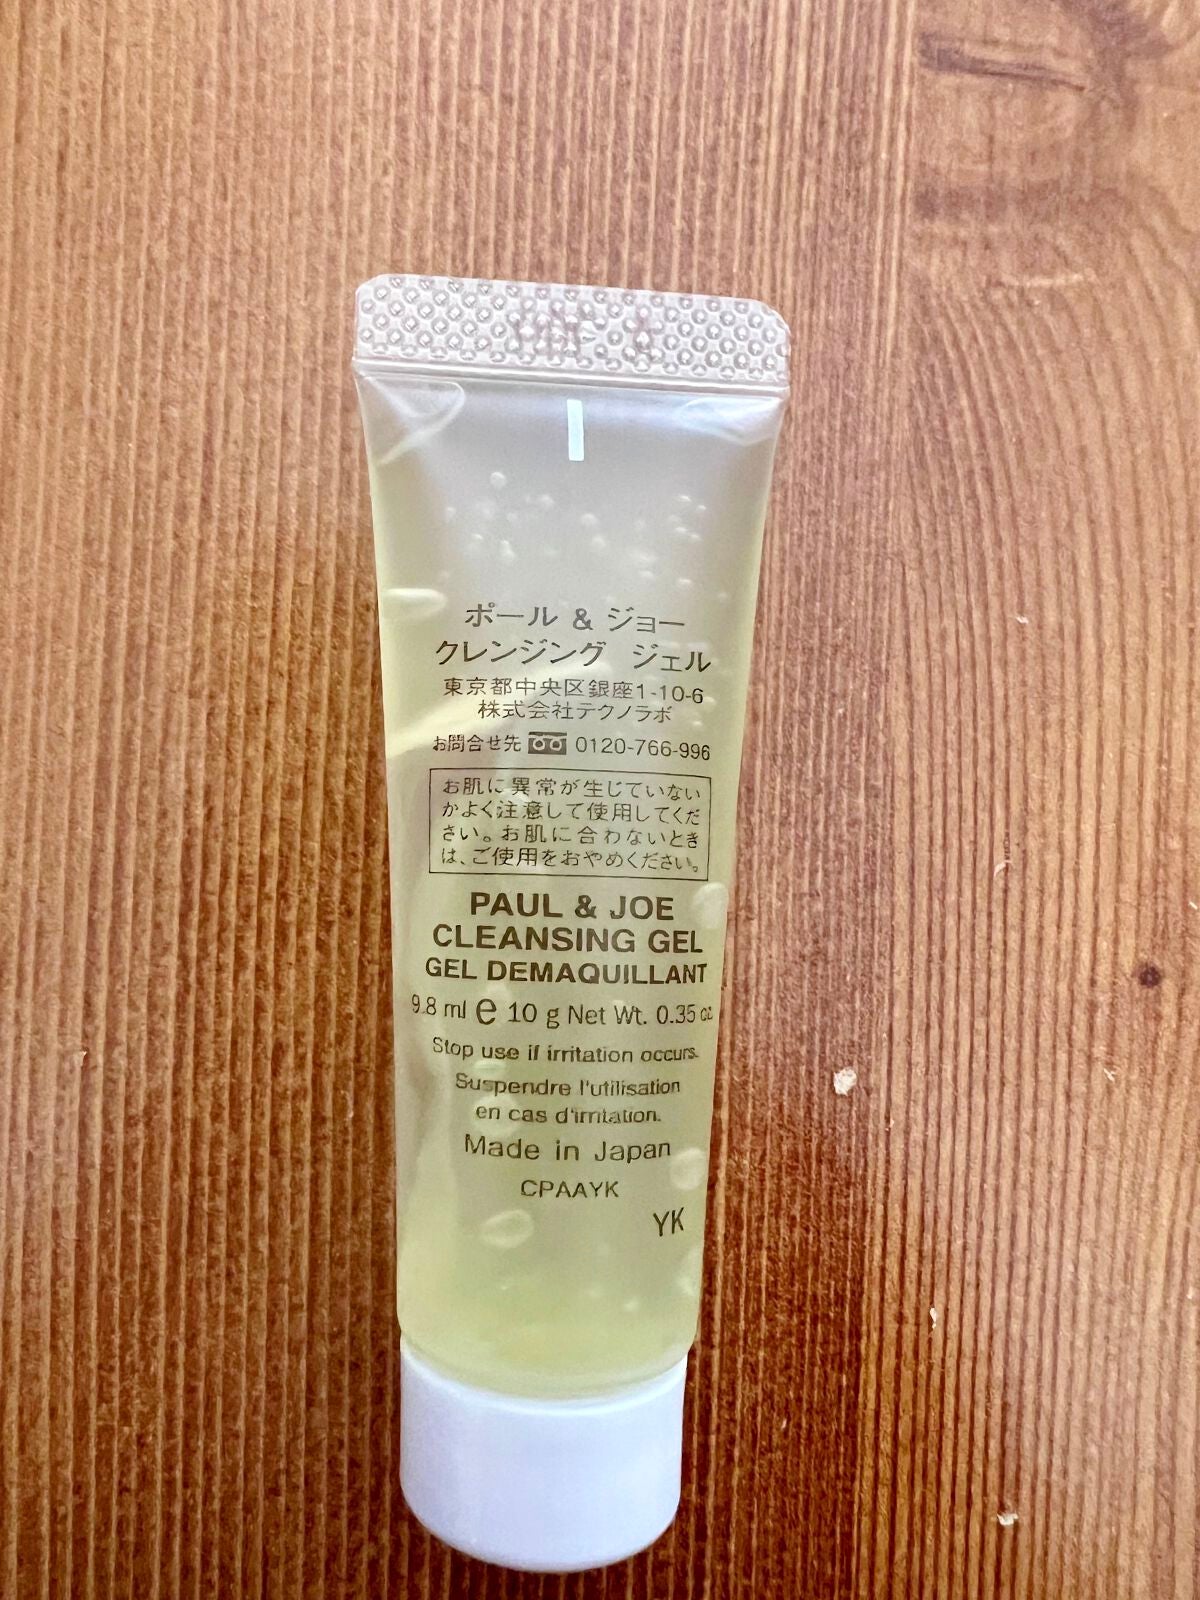 ポール & ジョー
クレンジング ジェル
東京都中央区銀座1-10-6
株式会社テクノラボ
お問合せ先 0120-766-996
お肌に異常が生じていない
かよく注意して使用してくだ
さい。お肌に合わないとき
は、ご使用をおやめください。
PAUL & JOE
CLEANSING GEL
GEL DEMAQUILLANT
9.8 ml e 10 g Net Wt. 0.35 oz.
Stop use if irritation occurs.
Suspendre l'utilisation
en cas d'irritation.
Made in Japan
CPAAYK
YK